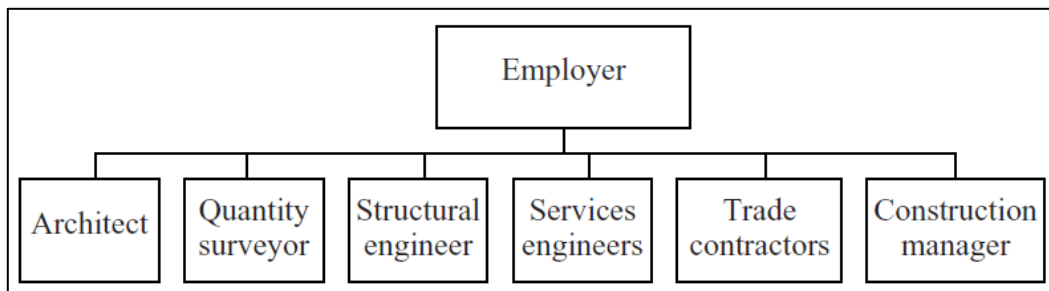 Employer
Architect
Quantity
surveyor
Structural
engineer
Services
engineers
Trade
contractors
Construction
manager